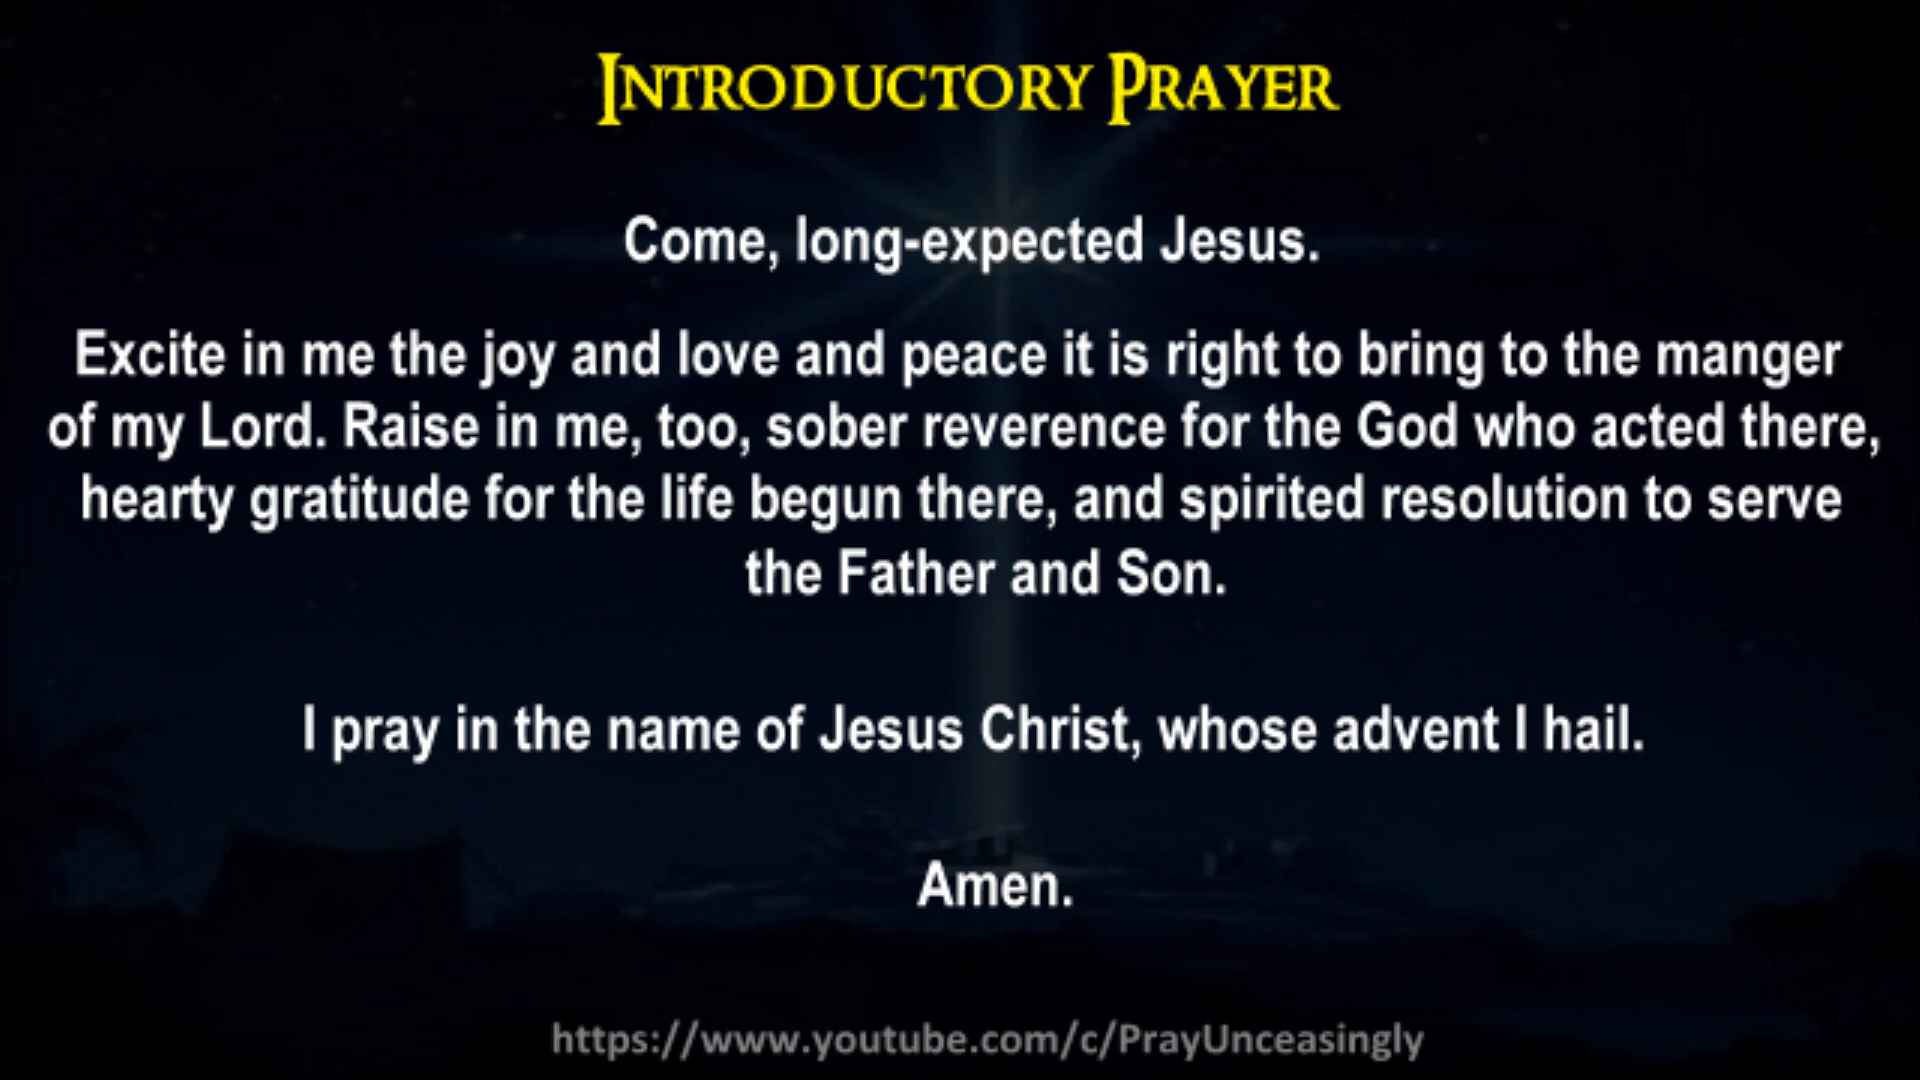 INTRODUCTORY PRAYER
Come, long-expected Jesus.
Excite in me the joy and love and peace it is right to bring to the manger
of my Lord. Raise in me, too, sober reverence for the God who acted there,
hearty gratitude for the life begun there, and spirited resolution to serve
the Father and Son.
I pray in the name of Jesus Christ, whose advent I hail.
Amen.
https://www.youtube.com/c/PrayUnceasingly